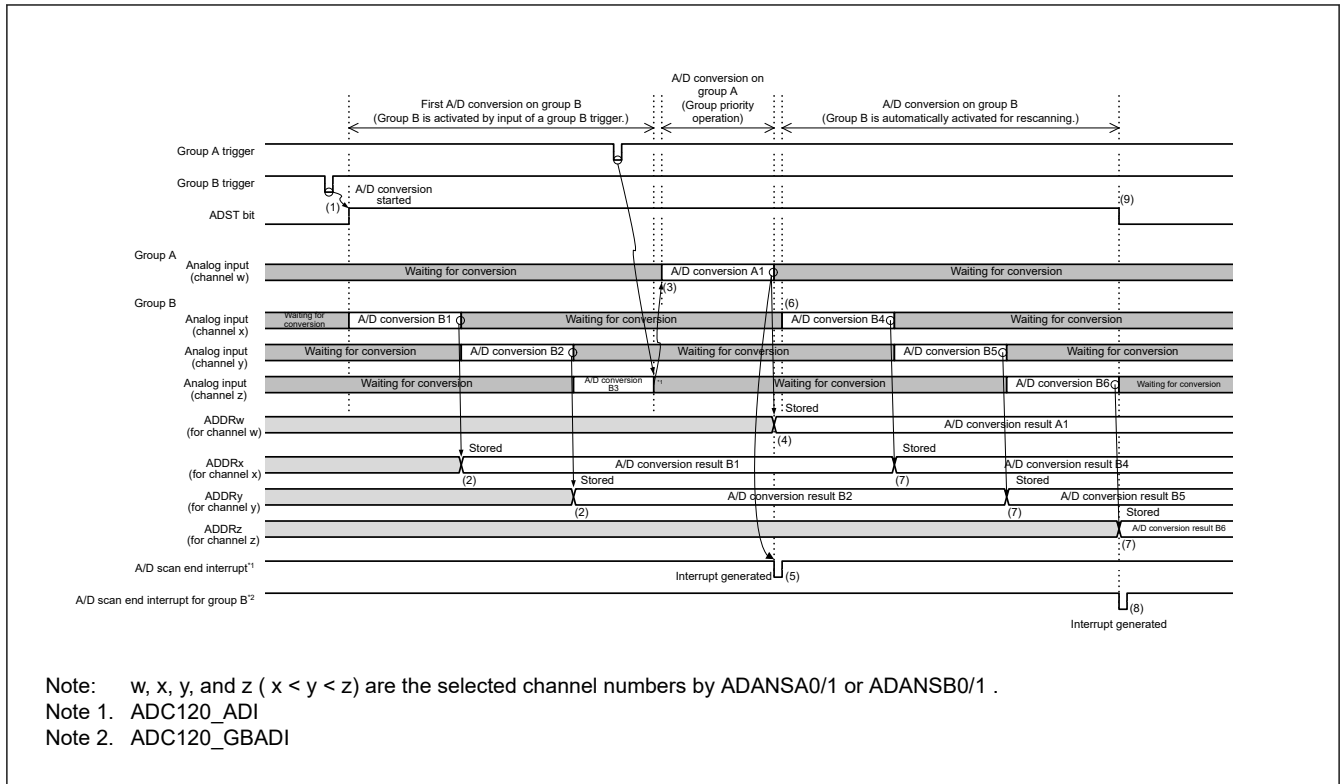 A/D conversion on
group A
(Group priority
operation)
First A/D conversion on group B
(Group B is activated by input of a group B trigger.)
A/D conversion on group B
(Group B is automatically activated for rescanning.)
Group A trigger
Group B trigger
A/D conversion
started
(1)
(9)
ADST bit
Group A
Analog input
(channel w)
Waiting for conversion
A/D conversion A1
Waiting for conversion
(3)
Group B
(6)
Analog input
(channel x)
Waiting for
conversion
A/D conversion B1
Waiting for conversion
A/D conversion B4
Waiting for conversion
Analog input
(channel y)
Waiting for conversion
A/D conversion B2
Waiting for conversion
A/D conversion B5
Waiting for conversion
Analog input
(channel z)
Waiting for conversion
A/D conversion
B3
*1
Waiting for conversion
A/D conversion B6
Waiting for conversion
Stored
ADDRw
(for channel w)
A/D conversion result A1
(4)
Stored
Stored
ADDRx
(for channel x)
A/D conversion result B1
A/D conversion result B4
(2)
(7)
Stored
Stored
ADDRy
(for channel y)
A/D conversion result B2
A/D conversion result B5
(2)
(7)
Stored
ADDRz
(for channel z)
A/D conversion result B6
(7)
A/D scan end interrupt*1
Interrupt generated
(5)
A/D scan end interrupt for group B*2
(8)
Interrupt generated
Note: w, x, y, and z ( x < y < z) are the selected channel numbers by ADANSA0/1 or ADANSB0/1 .
Note 1. ADC120_ADI
Note 2. ADC120_GBADI